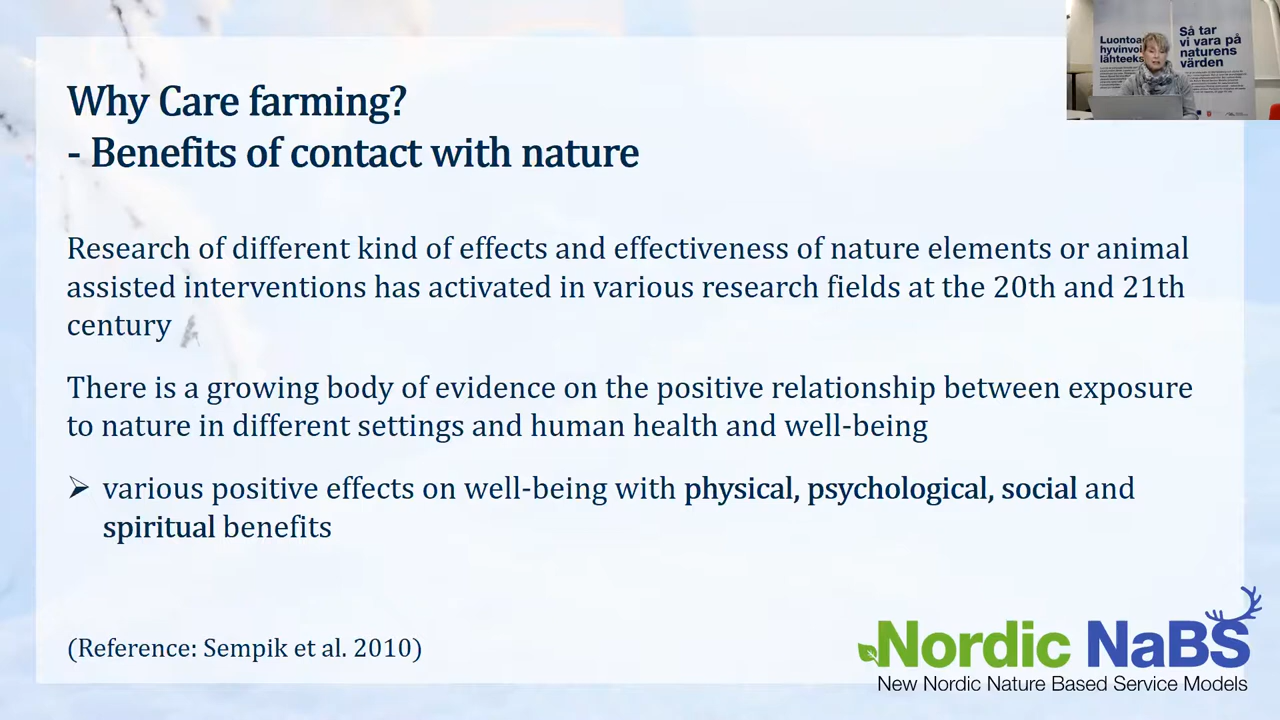 Why Care farming?
- Benefits of contact with nature
Research of different kind of effects and effectiveness of nature elements or animal
assisted interventions has activated in various research fields at the 20th and 21th
century
There is a growing body of evidence on the positive relationship between exposure
to nature in different settings and human health and well-being
➢ various positive effects on well-being with physical, psychological, social and
spiritual benefits
(Reference: Sempik et al. 2010)
Nordic NaBS
New Nordic Nature Based Service Models
Så tar
vi vara på
naturens
värden
hyvinvoi
lähteeks